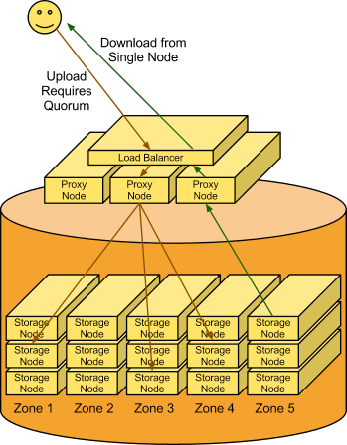 Download from
Single Node
Upload
Requires
Quorum
Load Balancer
Proxy
Node
Proxy
Node
Proxy
Node
Storage
Node
Storage
Node
Storage
Node
Storage
Node
Storage
Node
Storage
Node
Storage
Node
Storage
Node
Storage
Node
Storage
Node
Storage
Node
Storage
Node
Storage
Node
Storage
Node
Storage
Node
Zone 1
Zone 2
Zone 3
Zone 4
Zone 5